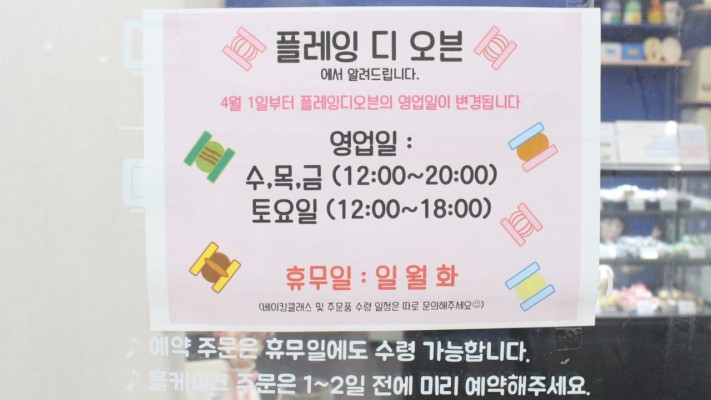 플레잉 디 오븐
에서 알려드립니다.
4월 1일부터 플레잉디오븐의 영업일이 변경됩니다
영업일 :
수,목,금 (12:00~20:00)
토요일 (12:00~18:00)
휴무일 : 일 월 화
(베이킹클래스 및 주문품 수령 일정은 따로 문의해주세요☺)
♪ 예약 주문은 휴무일에도 수령 가능합니다.
♪ 홀케이크 주문은 1~2일 전에 미리 예약해주세요.